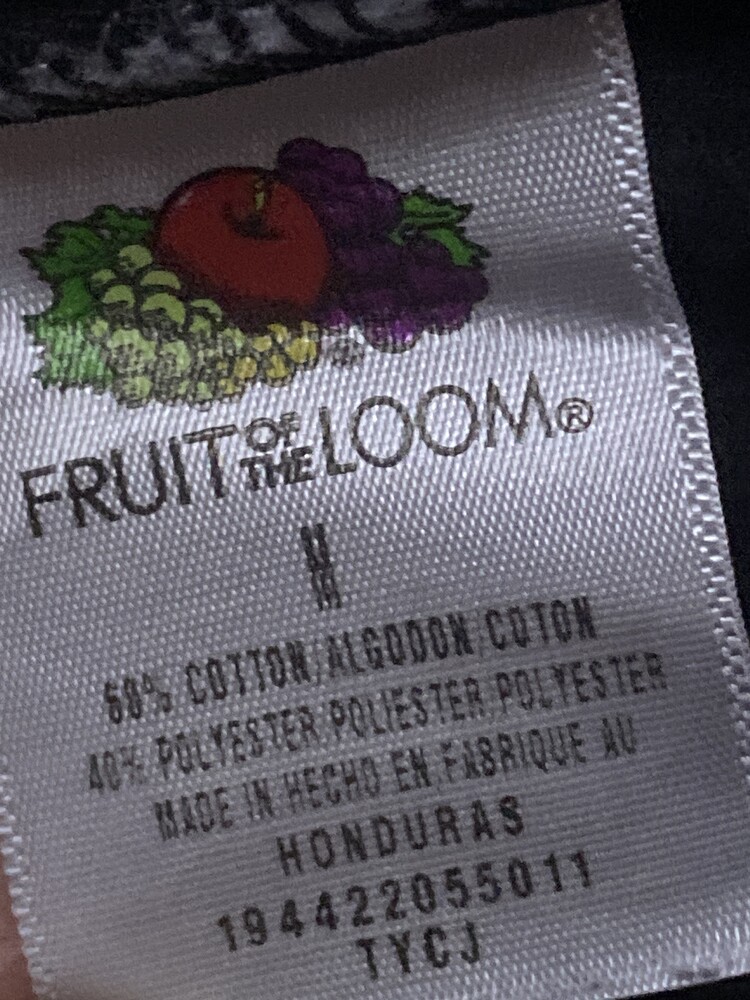 FRUIT OF THE LOOM®
M
M
60% COTTON/ALGODON/COTON
40% POLYESTER/POLIESTER/POLYESTER
MADE IN/HECHO EN/FABRIQUE AU
HONDURAS
194422055011
TYCJ